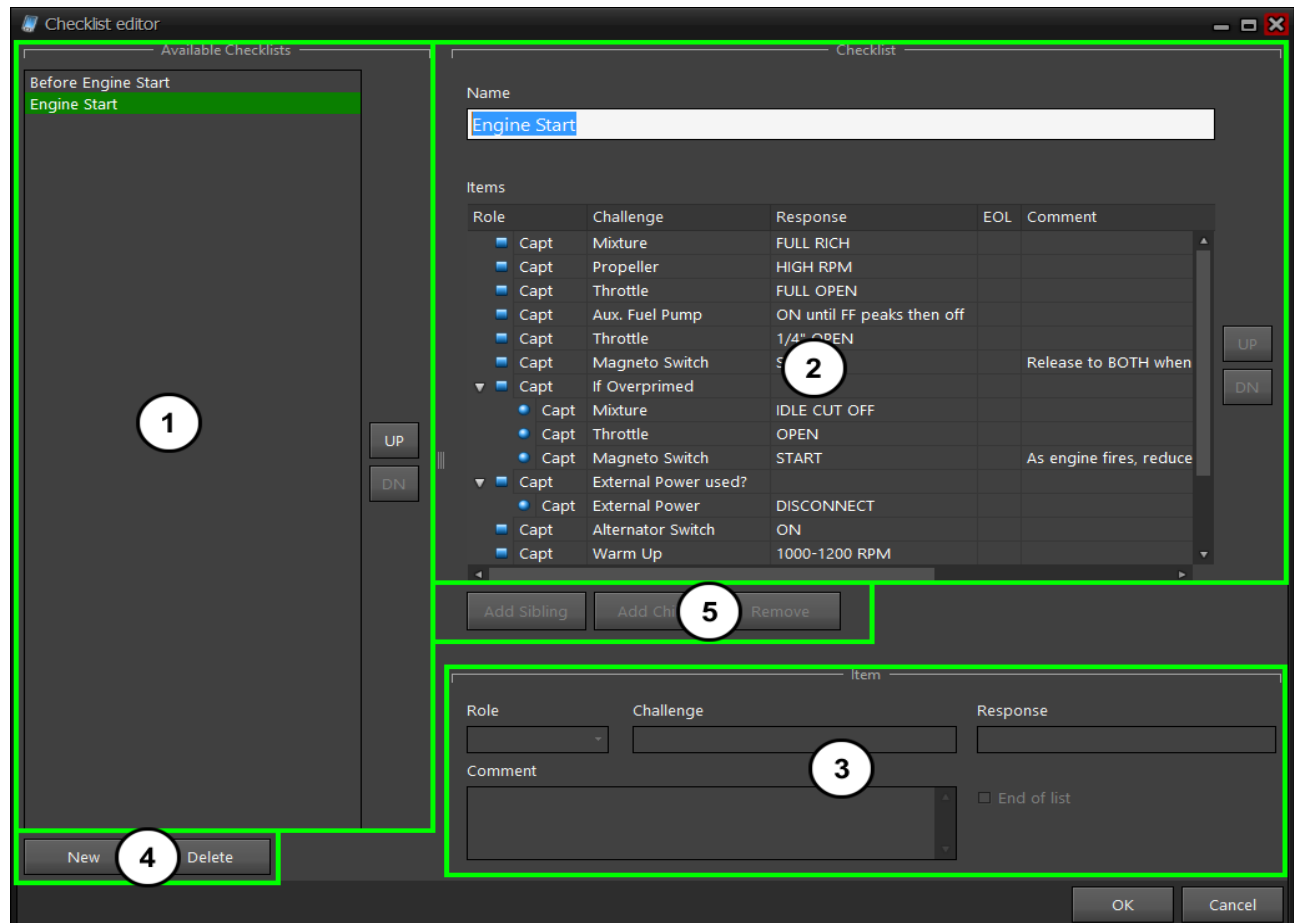 Checklist editor
Available Checklists
Before Engine Start
Engine Start
1
UP
DN
New 4 Delete
Checklist
Name
Engine Start
Items
Role Challenge Response EOL Comment
Capt Mixture FULL RICH
Capt Propeller HIGH RPM
Capt Throttle FULL OPEN
Capt Aux. Fuel Pump ON until FF peaks then off
Capt Throttle 1/4" OPEN
Capt Magneto Switch Release to BOTH when
2
Capt If Overprimed
Capt Mixture IDLE CUT OFF
Capt Throttle OPEN
Capt Magneto Switch START As engine fires, reduce
Capt External Power used?
Capt External Power DISCONNECT
Capt Alternator Switch ON
Capt Warm Up 1000-1200 RPM
UP
DN
Add Sibling Add Chi 5 Remove
Item
Role Challenge Response
3
Comment
End of list
OK Cancel